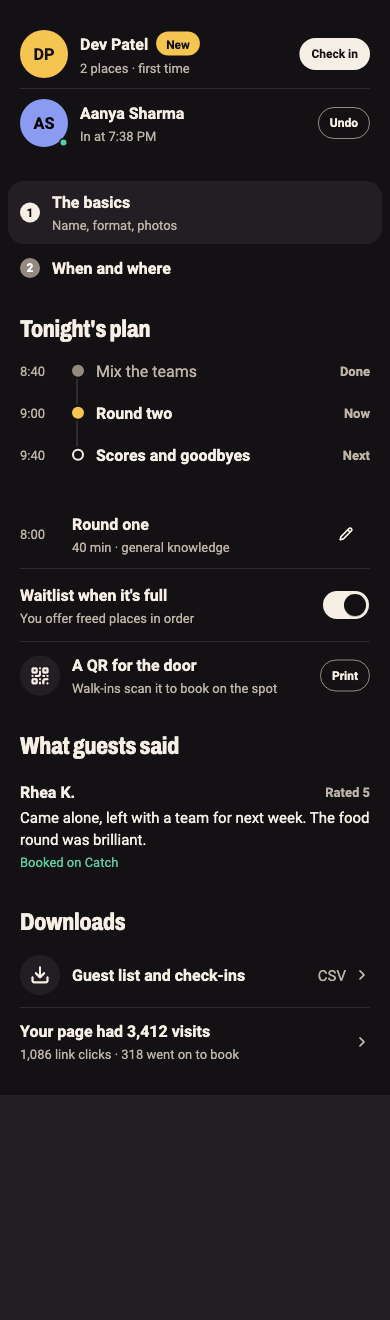 DP
Dev Patel New
2 places · first time
Check in
AS
Aanya Sharma
In at 7:38 PM
Undo
1
The basics
Name, format, photos
2
When and where
Tonight's plan
8:40 Mix the teams Done
9:00 Round two Now
9:40 Scores and goodbyes Next
8:00
Round one
40 min · general knowledge
Waitlist when it's full
You offer freed places in order
A QR for the door
Walk-ins scan it to book on the spot
Print
What guests said
Rhea K. Rated 5
Came alone, left with a team for next week. The food
round was brilliant.
Booked on Catch
Downloads
Guest list and check-ins CSV
Your page had 3,412 visits
1,086 link clicks · 318 went on to book